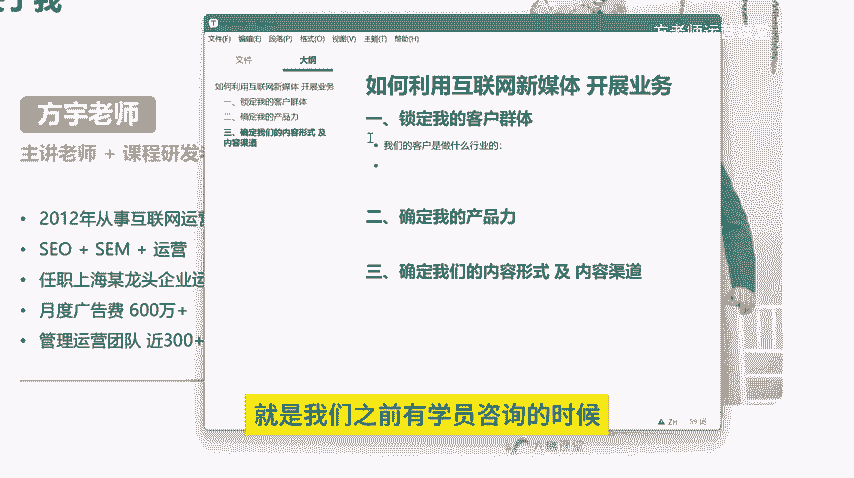 方宇老师
主讲老师 + 课程研发
• 2012年从事互联网运营
• SEO + SEM + 运营
• 任职上海某龙头企业运
• 月度广告费 600万+
• 管理运营团队 近300+
文件(F) 编辑(E) 段落(P) 格式(O) 视图(V) 主题(T) 帮助(H)
文件 大纲
如何利用互联网新媒体 开展业务
一、锁定我的客户群体
二、确定我的产品力
三、确定我们的内容形式 及
内容渠道
如何利用互联网新媒体 开展业务
一、锁定我的客户群体
• 我们的客户是做什么行业的:
•
二、确定我的产品力
三、确定我们的内容形式 及 内容渠道
ZH 59 词
就是我们之前有学员咨询的时候